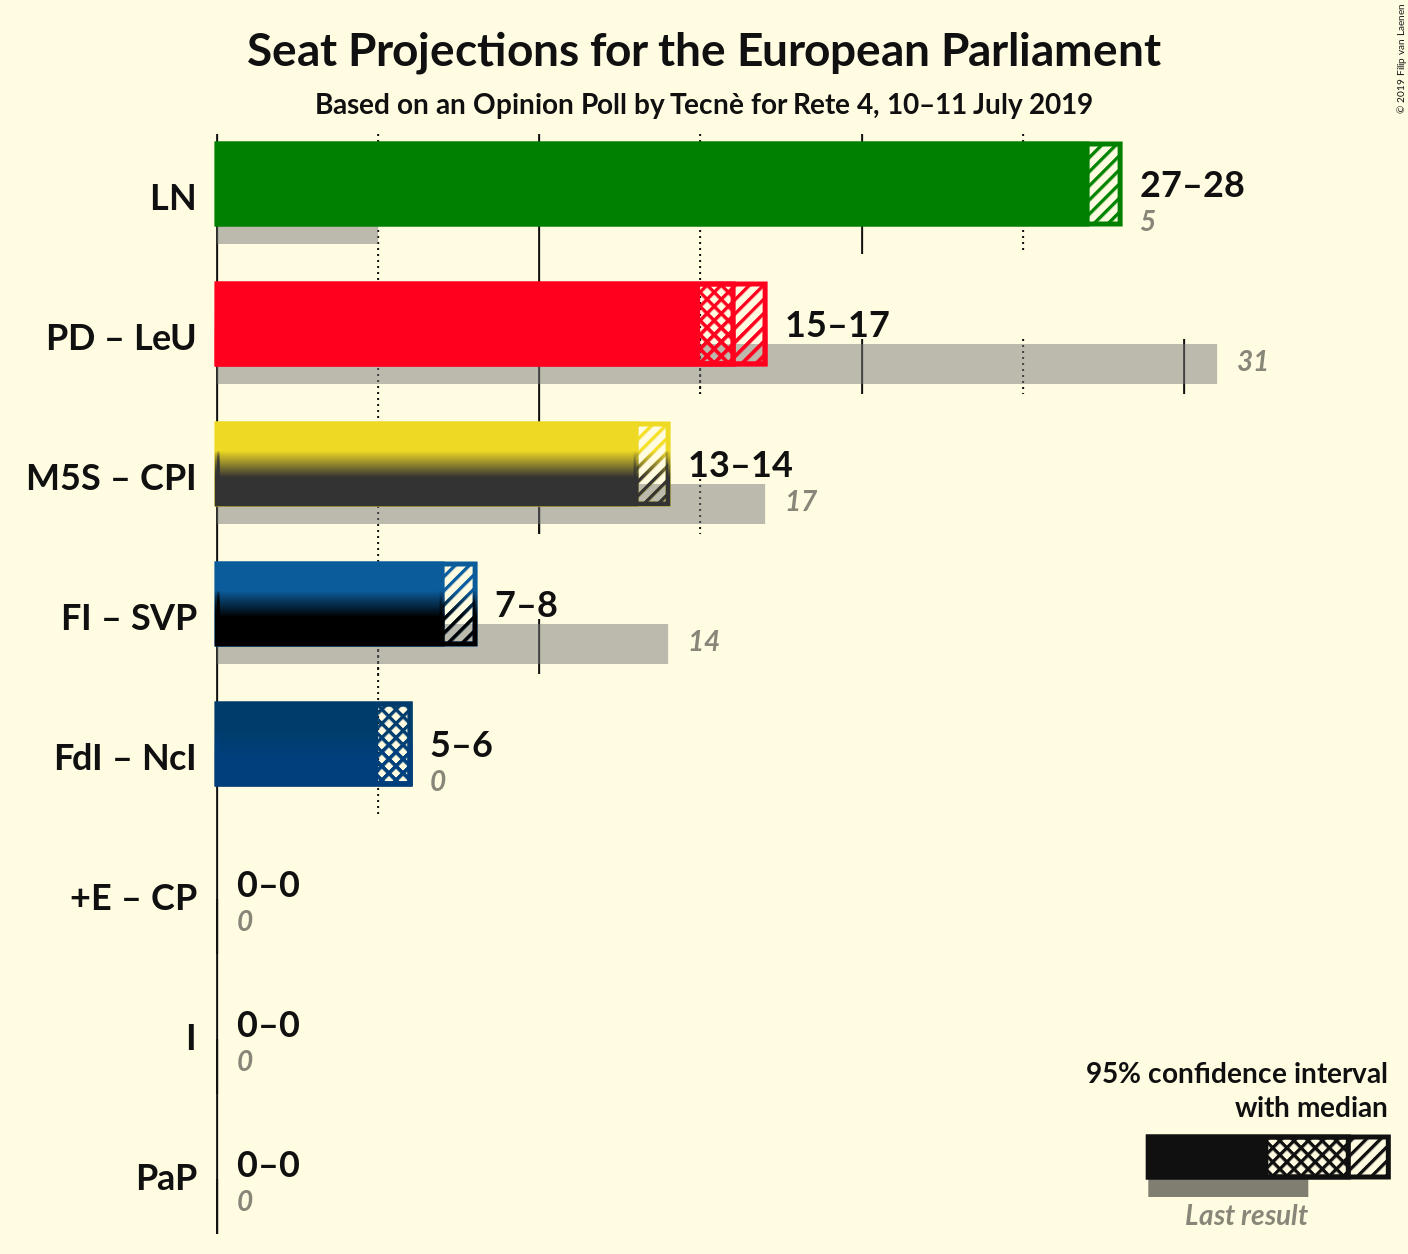 Seat Projections for the European Parliament
Based on an Opinion Poll by Tecnè for Rete 4, 10–11 July 2019
© 2019 Filip van Laenen
LN
27–28
5
PD – LeU
15–17
31
M5S – CPI
13–14
17
FI – SVP
7–8
14
FdI – NcI
5–6
0
+E – CP
0–0
0
I
0–0
0
PaP
0–0
0
95% confidence interval
with median
Last result